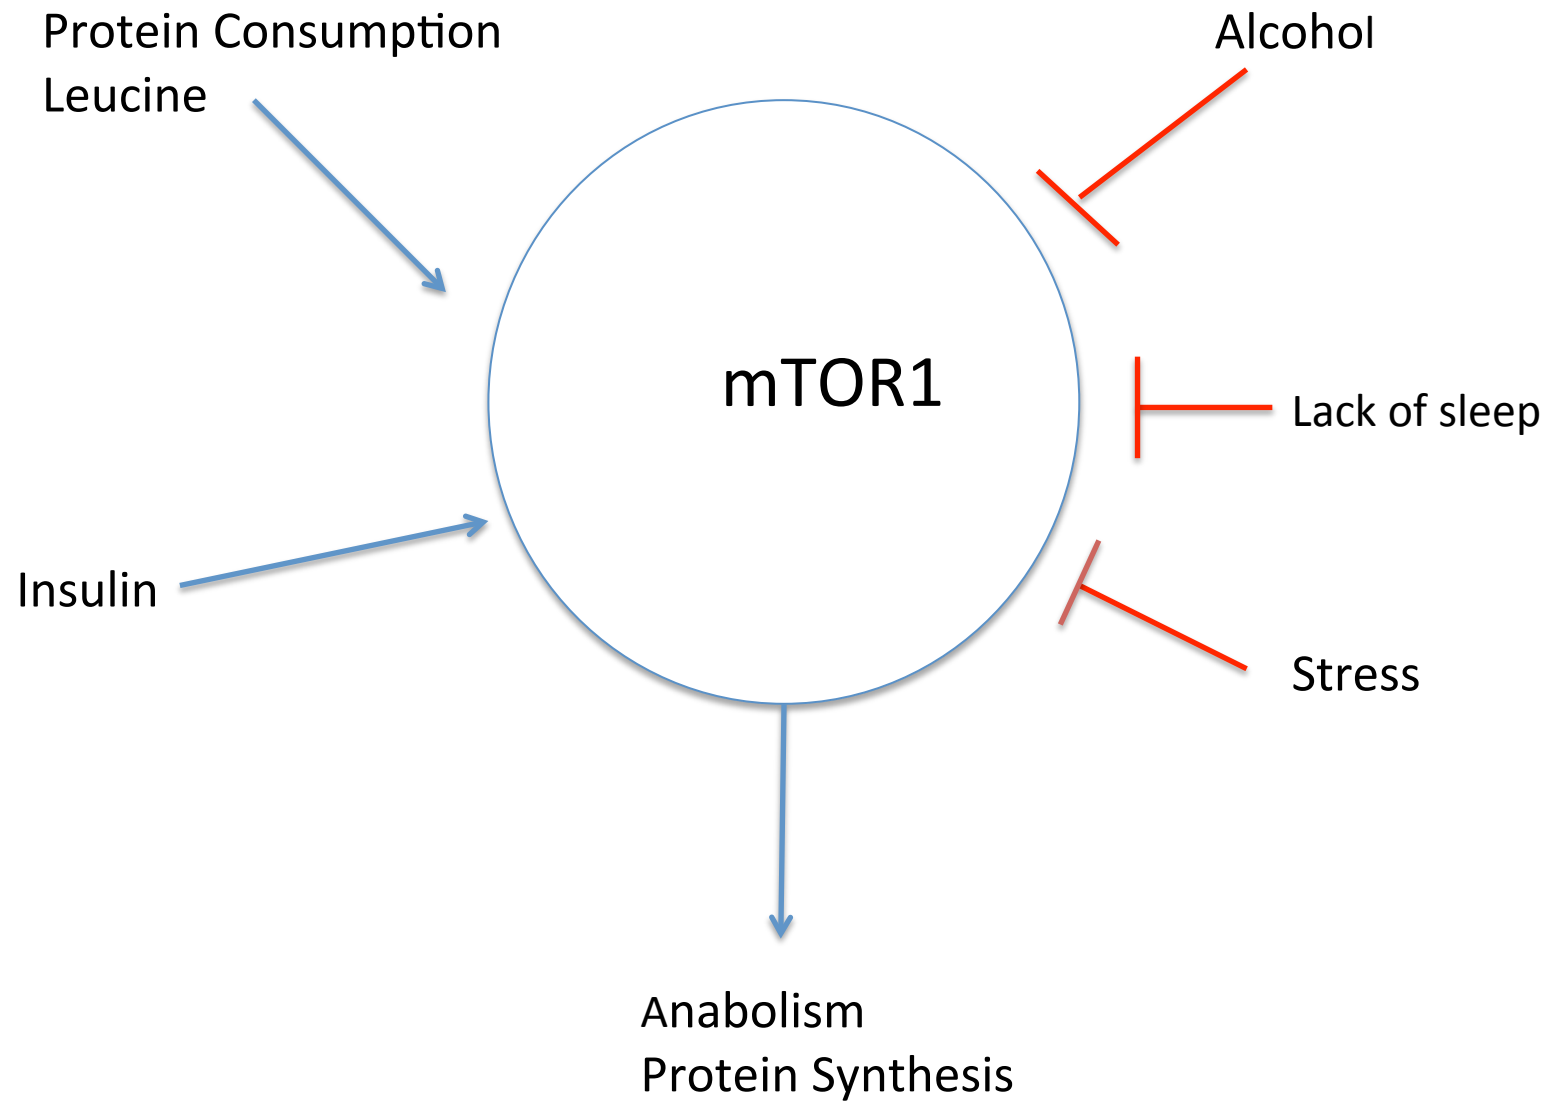 Protein Consumption
Leucine
Alcohol
mTOR1
Lack of sleep
Insulin
Stress
Anabolism
Protein Synthesis